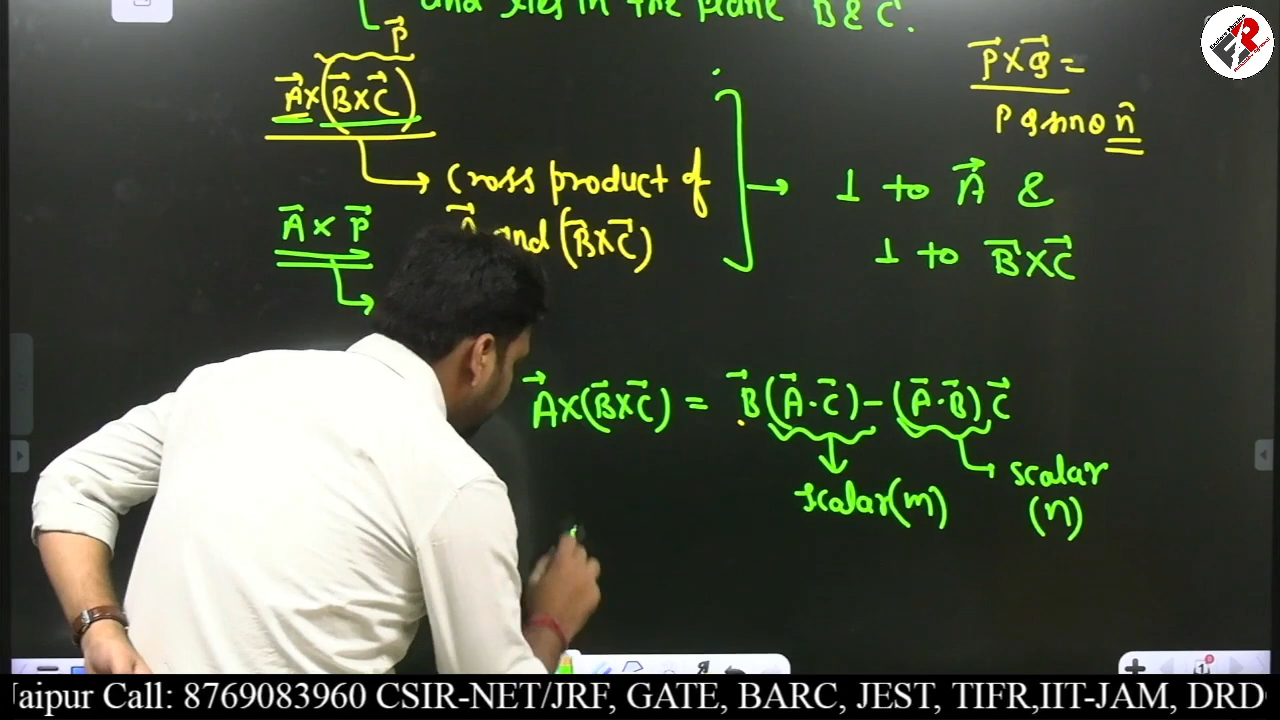 and lies in the plane B & C.
P⃗
A⃗×(B⃗×C⃗)
Cross product of
A⃗ and (B⃗×C⃗)
A⃗ × P⃗
P⃗×Q⃗ =
PQ sinθ n̂
⊥ to A⃗ &
⊥ to B⃗×C⃗
A⃗×(B⃗×C⃗) = B⃗(A⃗·C⃗) - (A⃗·B⃗) C⃗
scalar(m)
scalar
(n)
Jaipur Call: 8769083960 CSIR-NET/JRF, GATE, BARC, JEST, TIFR,IIT-JAM, DRD